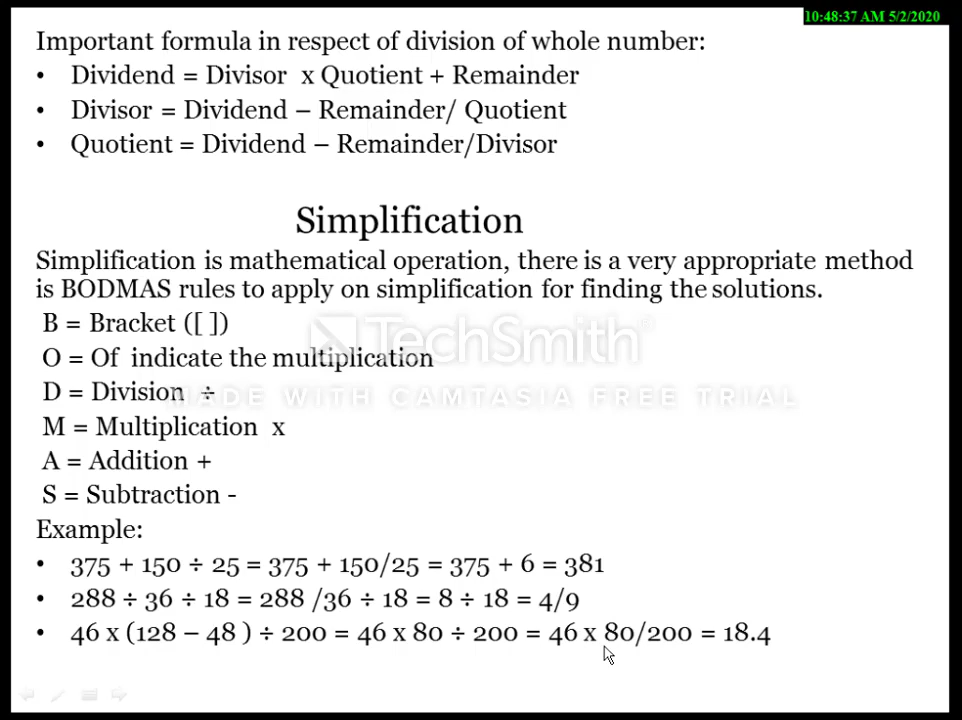 10:48:37 AM 5/2/2020
Important formula in respect of division of whole number:
• Dividend = Divisor x Quotient + Remainder
• Divisor = Dividend – Remainder/ Quotient
• Quotient = Dividend – Remainder/Divisor
Simplification
Simplification is mathematical operation, there is a very appropriate method
is BODMAS rules to apply on simplification for finding the solutions.
B = Bracket ([ ])
O = Of indicate the multiplication
TechSmith
D = Division ÷
MADE WITH CAMTASIA FREE TRIAL
M = Multiplication x
A = Addition +
S = Subtraction -
Example:
• 375 + 150 ÷ 25 = 375 + 150/25 = 375 + 6 = 381
• 288 ÷ 36 ÷ 18 = 288 /36 ÷ 18 = 8 ÷ 18 = 4/9
• 46 x (128 – 48 ) ÷ 200 = 46 x 80 ÷ 200 = 46 x 80/200 = 18.4